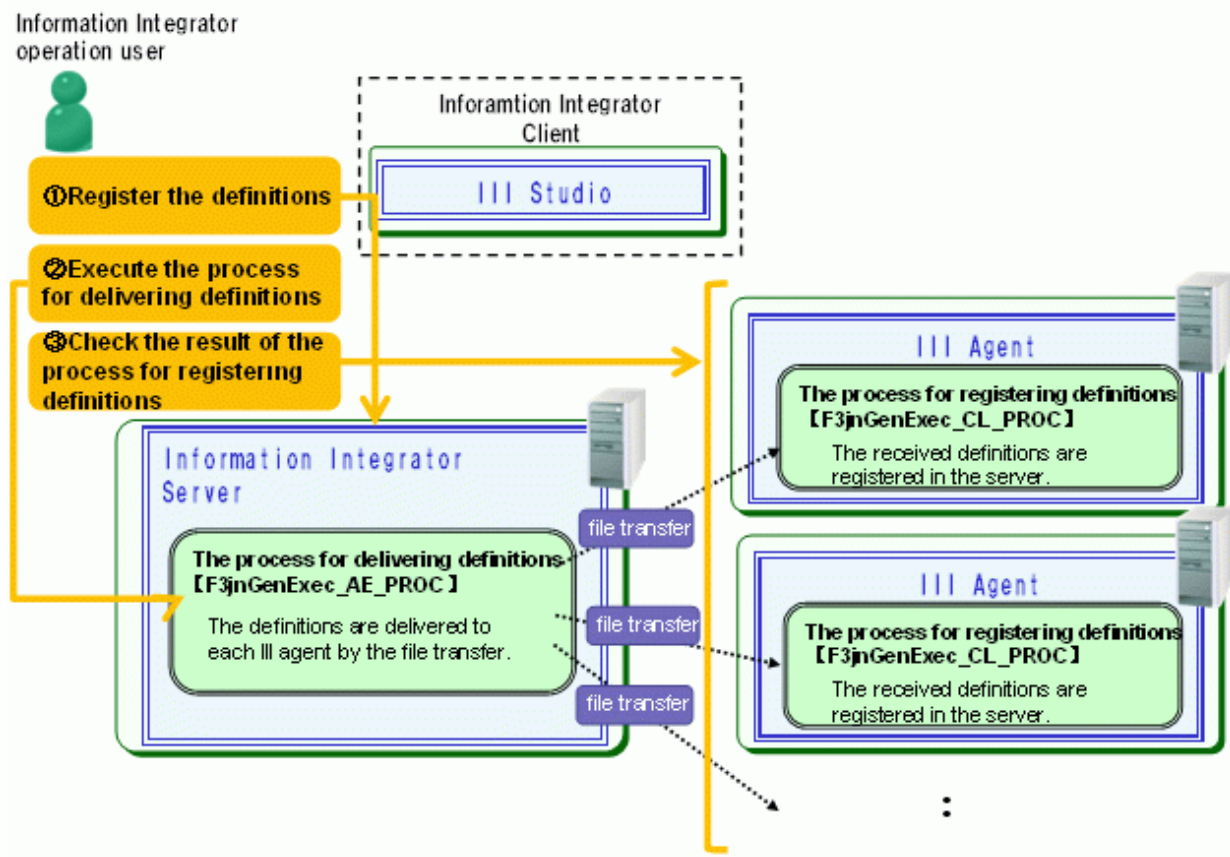 Information Integrator
operation user
Inforamtion Integrator
Client
III Studio
①Register the definitions
②Execute the process
for delivering definitions
③Check the result of the
process for registering
definitions
Information Integrator
Server
The process for delivering definitions
【F3jnGenExec_AE_PROC】
The definitions are delivered to
each III agent by the file transfer.
file transfer
file transfer
file transfer
III Agent
The process for registering definitions
【F3jnGenExec_CL_PROC】
The received definitions are
registered in the server.
III Agent
The process for registering definitions
【F3jnGenExec_CL_PROC】
The received definitions are
registered in the server.
: